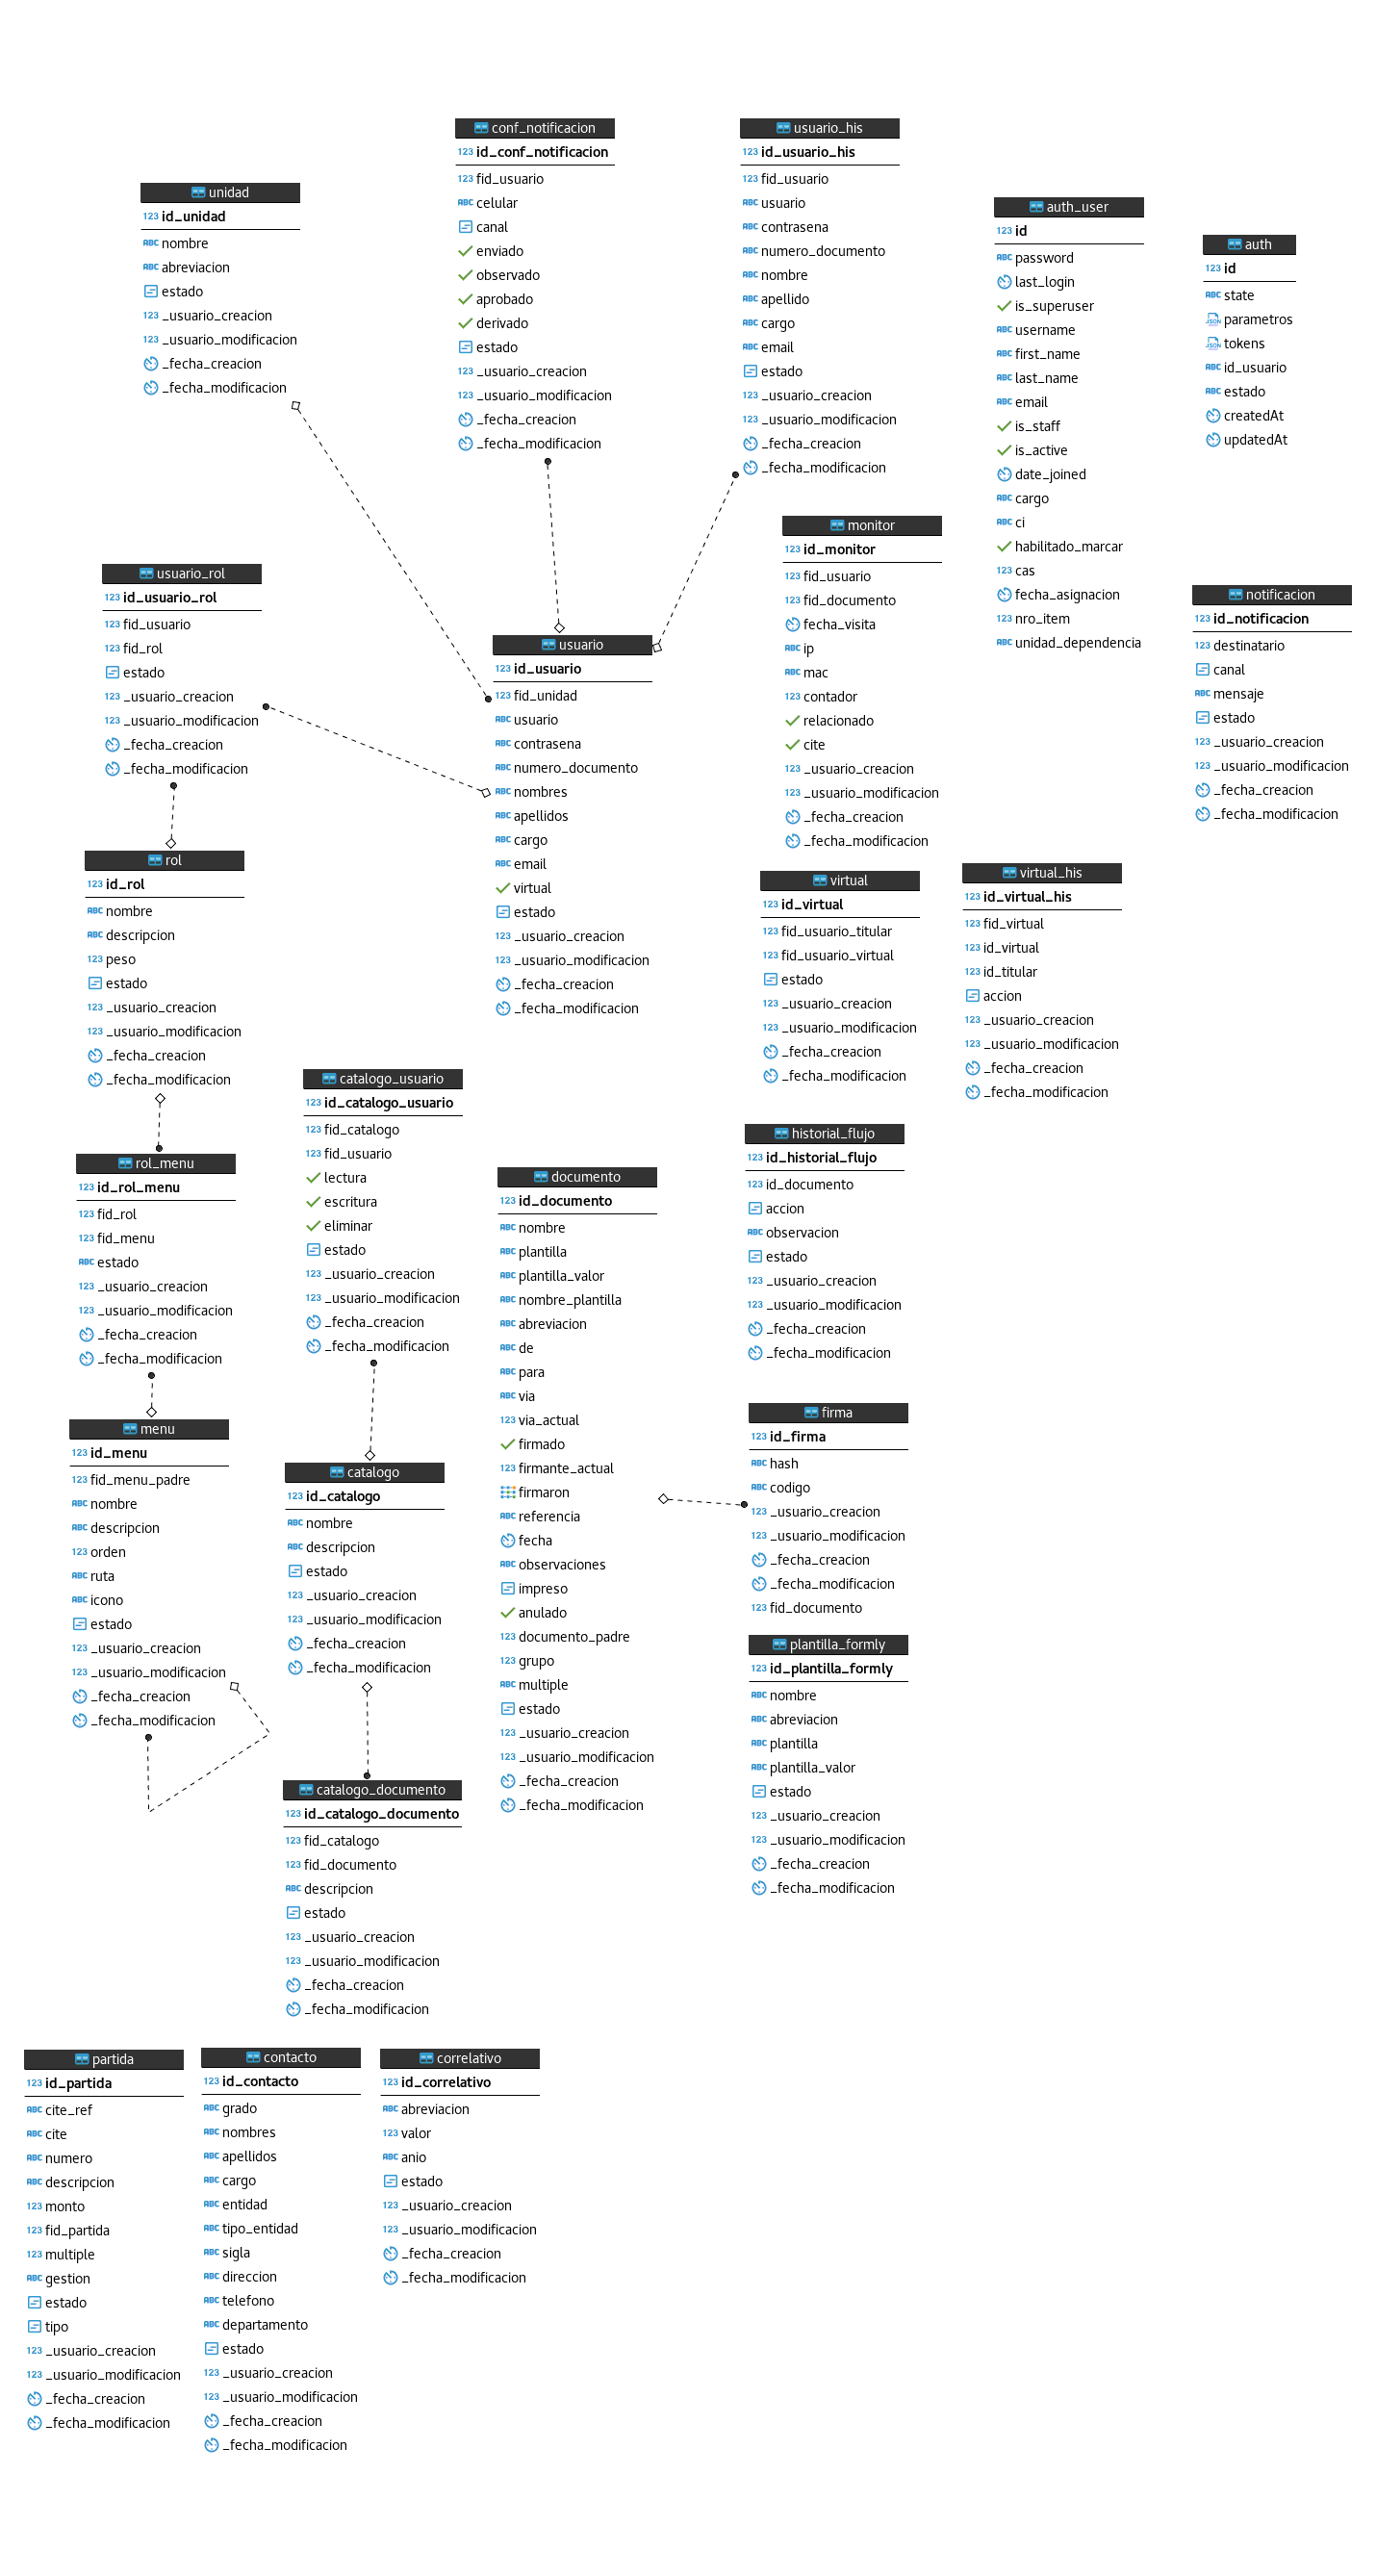 unidad
id_unidad
nombre
abreviacion
estado
_usuario_creacion
_usuario_modificacion
_fecha_creacion
_fecha_modificacion
conf_notificacion
id_conf_notificacion
fid_usuario
celular
canal
enviado
observado
aprobado
derivado
estado
_usuario_creacion
_usuario_modificacion
_fecha_creacion
_fecha_modificacion
usuario_his
id_usuario_his
fid_usuario
usuario
contrasena
numero_documento
nombre
apellido
cargo
email
estado
_usuario_creacion
_usuario_modificacion
_fecha_creacion
_fecha_modificacion
auth_user
id
password
last_login
is_superuser
username
first_name
last_name
email
is_staff
is_active
date_joined
cargo
ci
habilitado_marcar
cas
fecha_asignacion
nro_item
unidad_dependencia
auth
id
state
parametros
tokens
id_usuario
estado
createdAt
updatedAt
usuario_rol
id_usuario_rol
fid_usuario
fid_rol
estado
_usuario_creacion
_usuario_modificacion
_fecha_creacion
_fecha_modificacion
usuario
id_usuario
fid_unidad
usuario
contrasena
numero_documento
nombres
apellidos
cargo
email
virtual
estado
_usuario_creacion
_usuario_modificacion
_fecha_creacion
_fecha_modificacion
monitor
id_monitor
fid_usuario
fid_documento
fecha_visita
ip
mac
contador
relacionado
cite
_usuario_creacion
_usuario_modificacion
_fecha_creacion
_fecha_modificacion
notificacion
id_notificacion
destinatario
canal
mensaje
estado
_usuario_creacion
_usuario_modificacion
_fecha_creacion
_fecha_modificacion
rol
id_rol
nombre
descripcion
peso
estado
_usuario_creacion
_usuario_modificacion
_fecha_creacion
_fecha_modificacion
virtual
id_virtual
fid_usuario_titular
fid_usuario_virtual
estado
_usuario_creacion
_usuario_modificacion
_fecha_creacion
_fecha_modificacion
virtual_his
id_virtual_his
fid_virtual
id_virtual
id_titular
accion
_usuario_creacion
_usuario_modificacion
_fecha_creacion
_fecha_modificacion
rol_menu
id_rol_menu
fid_rol
fid_menu
estado
_usuario_creacion
_usuario_modificacion
_fecha_creacion
_fecha_modificacion
catalogo_usuario
id_catalogo_usuario
fid_catalogo
fid_usuario
lectura
escritura
eliminar
estado
_usuario_creacion
_usuario_modificacion
_fecha_creacion
_fecha_modificacion
documento
id_documento
nombre
plantilla
plantilla_valor
nombre_plantilla
abreviacion
de
para
via
via_actual
firmado
firmante_actual
firmaron
referencia
fecha
observaciones
impreso
anulado
documento_padre
grupo
multiple
estado
_usuario_creacion
_usuario_modificacion
_fecha_creacion
_fecha_modificacion
historial_flujo
id_historial_flujo
id_documento
accion
observacion
estado
_usuario_creacion
_usuario_modificacion
_fecha_creacion
_fecha_modificacion
menu
id_menu
fid_menu_padre
nombre
descripcion
orden
ruta
icono
estado
_usuario_creacion
_usuario_modificacion
_fecha_creacion
_fecha_modificacion
catalogo
id_catalogo
nombre
descripcion
estado
_usuario_creacion
_usuario_modificacion
_fecha_creacion
_fecha_modificacion
firma
id_firma
hash
codigo
_usuario_creacion
_usuario_modificacion
_fecha_creacion
_fecha_modificacion
fid_documento
plantilla_formly
id_plantilla_formly
nombre
abreviacion
plantilla
plantilla_valor
estado
_usuario_creacion
_usuario_modificacion
_fecha_creacion
_fecha_modificacion
catalogo_documento
id_catalogo_documento
fid_catalogo
fid_documento
descripcion
estado
_usuario_creacion
_usuario_modificacion
_fecha_creacion
_fecha_modificacion
partida
id_partida
cite_ref
cite
numero
descripcion
monto
fid_partida
multiple
gestion
estado
tipo
_usuario_creacion
_usuario_modificacion
_fecha_creacion
_fecha_modificacion
contacto
id_contacto
grado
nombres
apellidos
cargo
entidad
tipo_entidad
sigla
direccion
telefono
departamento
estado
_usuario_creacion
_usuario_modificacion
_fecha_creacion
_fecha_modificacion
correlativo
id_correlativo
abreviacion
valor
anio
estado
_usuario_creacion
_usuario_modificacion
_fecha_creacion
_fecha_modificacion